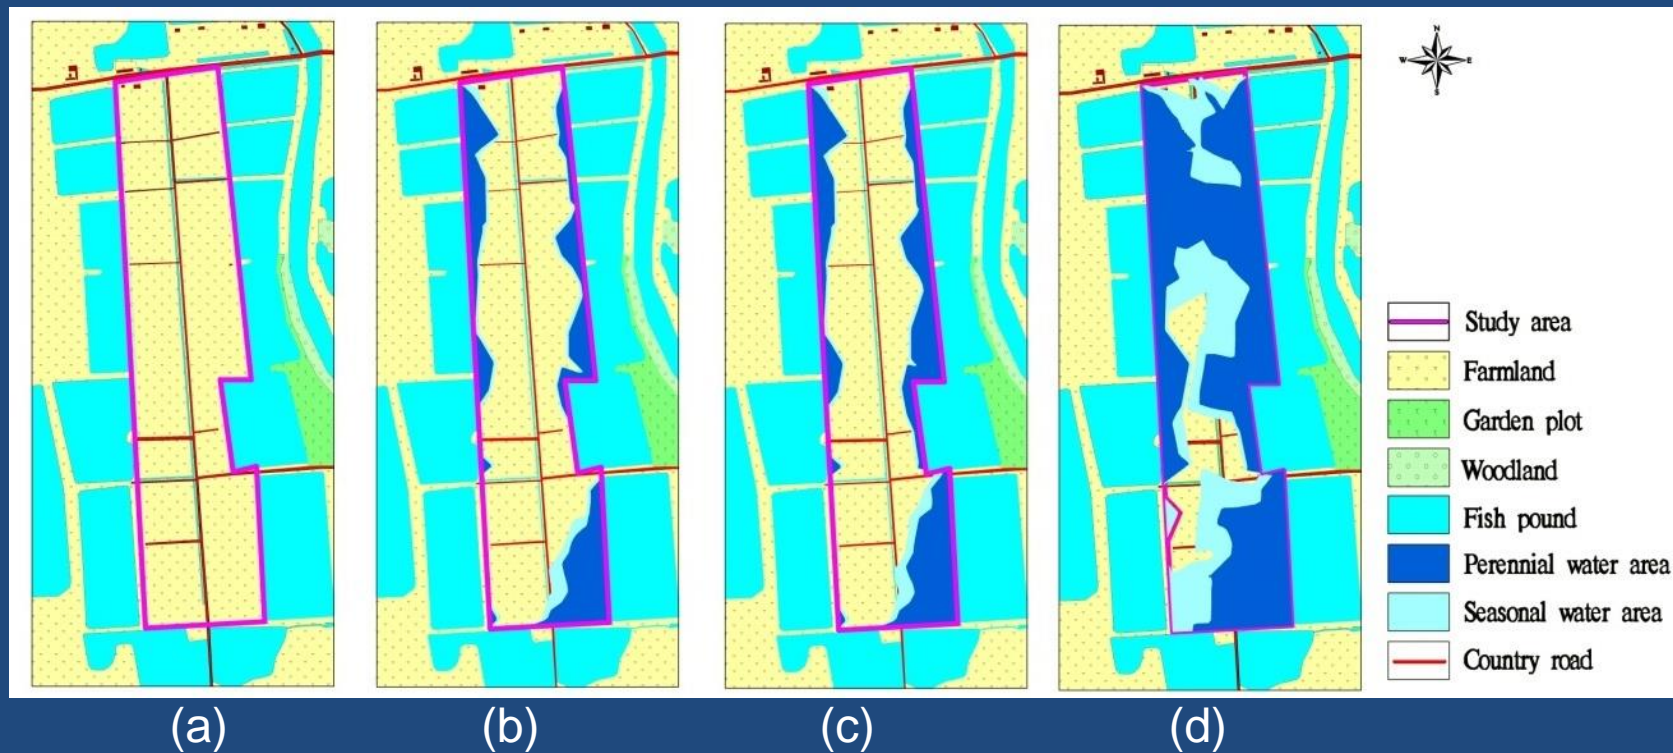 N
W E
S
Study area
Farmland
Garden plot
Woodland
Fish pound
Perennial water area
Seasonal water area
Country road
(a) (b) (c) (d)